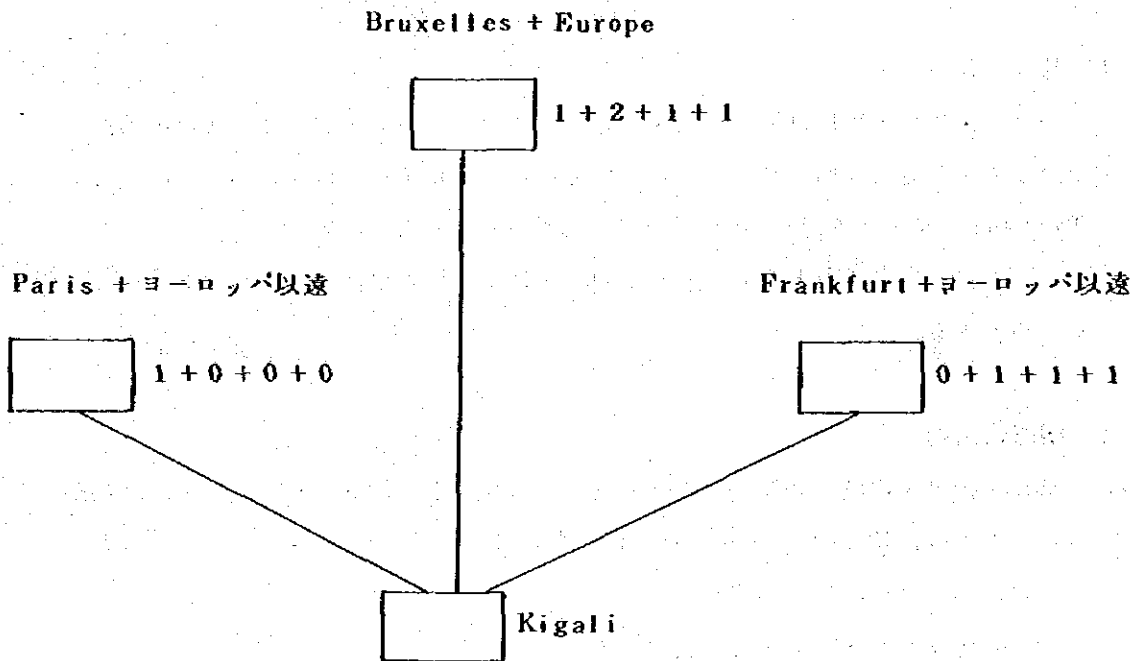 Bruxelles + Europe
1 + 2 + 1 + 1
Paris + ヨーロッパ以遠
Frankfurt + ヨーロッパ以遠
1 + 0 + 0 + 0
0 + 1 + 1 + 1
Kigali